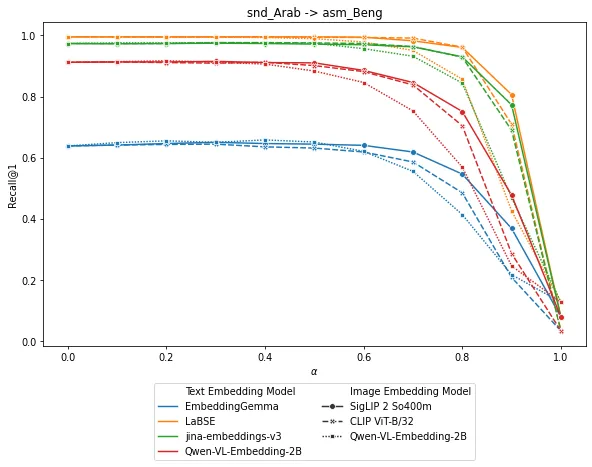 snd_Arab -> asm_Beng
Recall@1
1.0
0.8
0.6
0.4
0.2
0.0
0.0 0.2 0.4 0.6 0.8 1.0
α
Text Embedding Model Image Embedding Model
EmbeddingGemma SigLIP 2 So400m
LaBSE CLIP ViT-B/32
jina-embeddings-v3 Qwen-VL-Embedding-2B
Qwen-VL-Embedding-2B